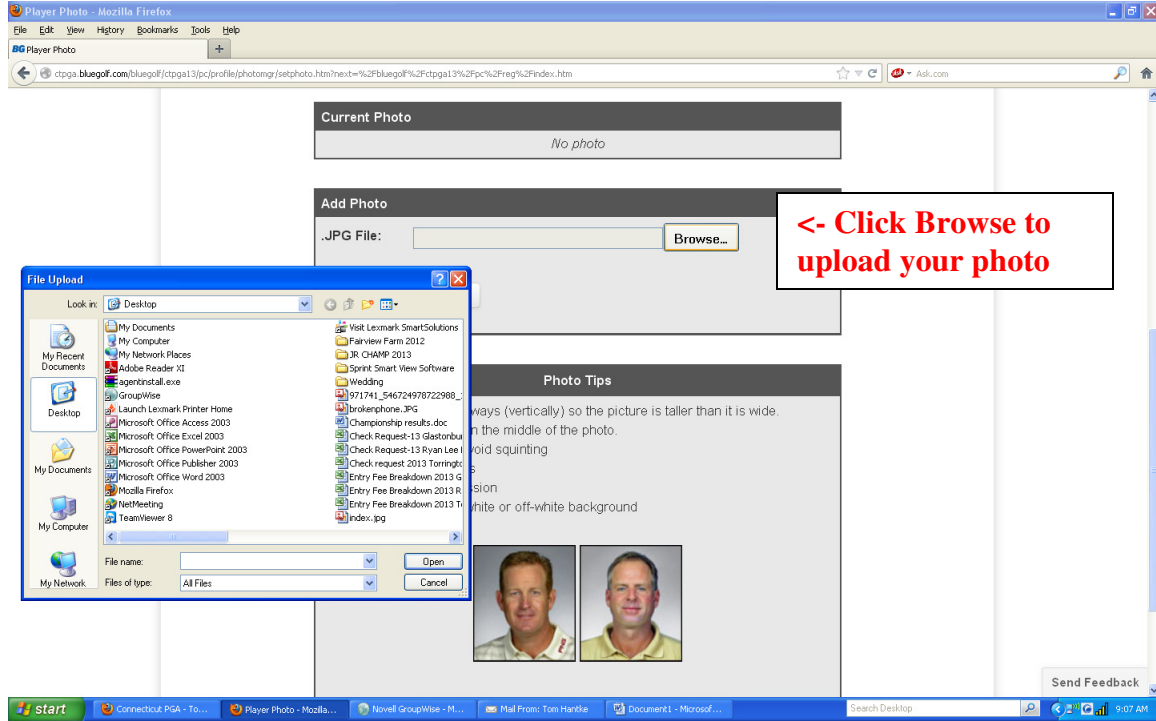 Player Photo - Mozilla Firefox
File Edit View History Bookmarks Tools Help
BG Player Photo
ctpga.bluegolf.com/bluegolf/ctpga13/pc/profile/photomgr/setphoto.htm?next=%2Fbluegolf%2Fctpga13%2Fpc%2Freg%2Findex.htm
Ask.com
Current Photo
No photo
Add Photo
.JPG File:
Browse...
<- Click Browse to
upload your photo
File Upload
Look in:
Desktop
My Recent
Documents
Desktop
My Documents
My Computer
My Network
My Documents
My Computer
My Network Places
Adobe Reader XI
agentinstall.exe
GroupWise
Launch Lexmark Printer Home
Microsoft Office Access 2003
Microsoft Office Excel 2003
Microsoft Office PowerPoint 2003
Microsoft Office Publisher 2003
Microsoft Office Word 2003
Mozilla Firefox
NetMeeting
TeamViewer 8
Visit Lexmark SmartSolutions
Fairview Farm 2012
JR CHAMP 2013
Sprint Smart View Software
Wedding
971741_546724978722988_
brokenphone.JPG
Championship results.doc
Check Request-13 Glastonbu
Check Request-13 Ryan Lee
Check request 2013 Torringto
Entry Fee Breakdown 2013 G
Entry Fee Breakdown 2013 R
Entry Fee Breakdown 2013 T
index.jpg
File name:
Open
Files of type:
All Files
Cancel
Photo Tips
ways (vertically) so the picture is taller than it is wide.
n the middle of the photo.
void squinting
s
ssion
white or off-white background
PING
Send Feedback
start
Connecticut PGA - To...
Player Photo - Mozilla...
Novell GroupWise - M...
Mail From: Tom Hantke
Document1 - Microsof...
Search Desktop
9:07 AM